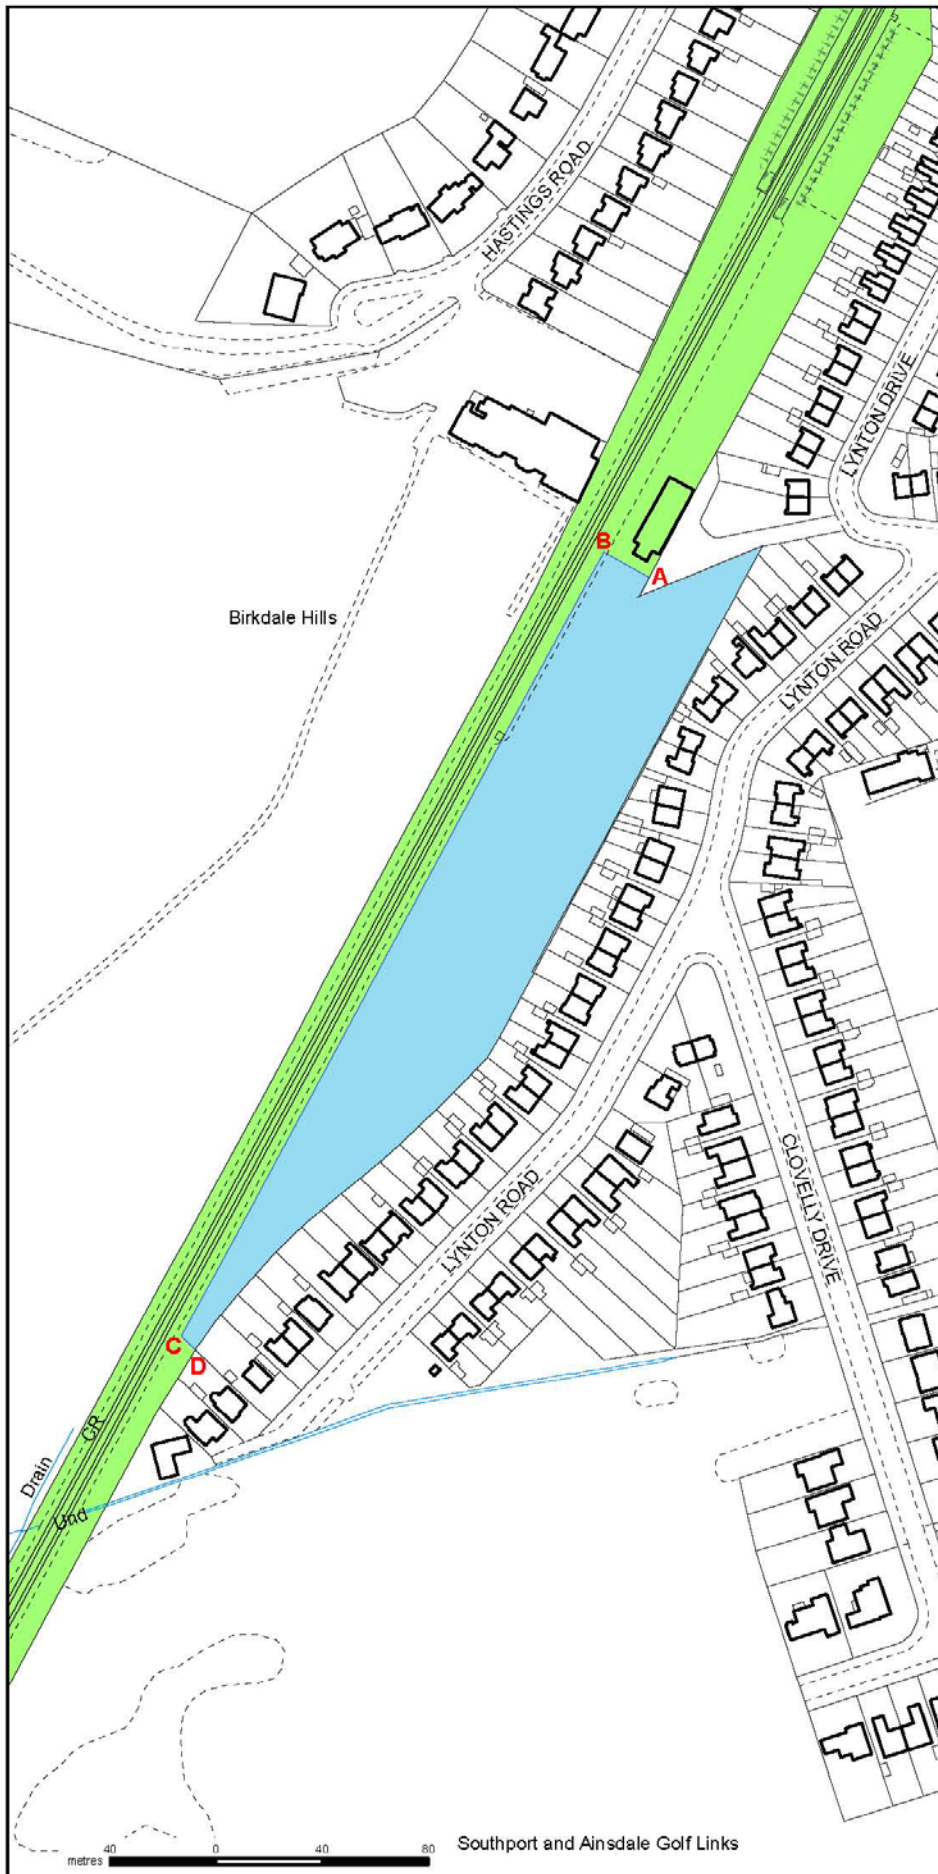 HASTINGS ROAD
LYNTON DRIVE
B
A
Birkdale Hills
LYNTON ROAD
CLOVELLY DRIVE
LYNTON ROAD
C
D
CR
Drain
Und
40 0 40 80
metres
Southport and Ainsdale Golf Links